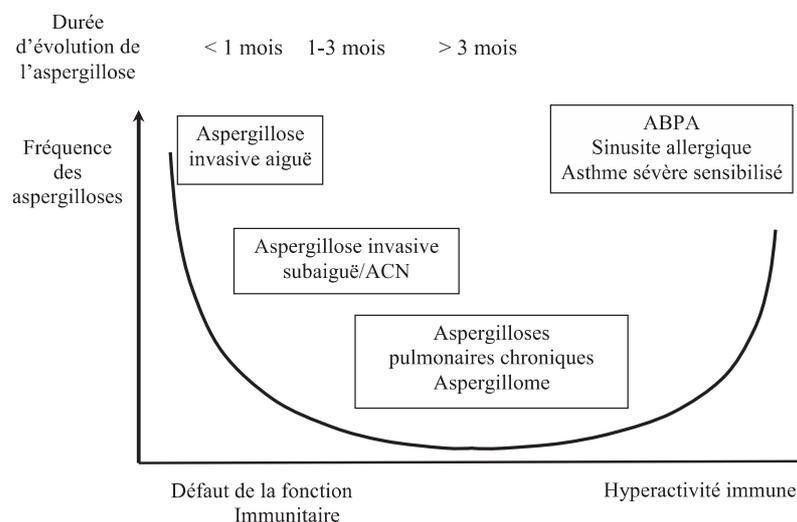 Durée
d'évolution de
l'aspergillose
< 1 mois 1-3 mois > 3 mois
Fréquence
des
aspergilloses
Aspergillose
invasive aiguë
ABPA
Sinusite allergique
Asthme sévère sensibilisé
Aspergillose invasive
subaiguë/ACN
Aspergilloses
pulmonaires chroniques
Aspergillome
Défaut de la fonction
Immunitaire
Hyperactivité immune